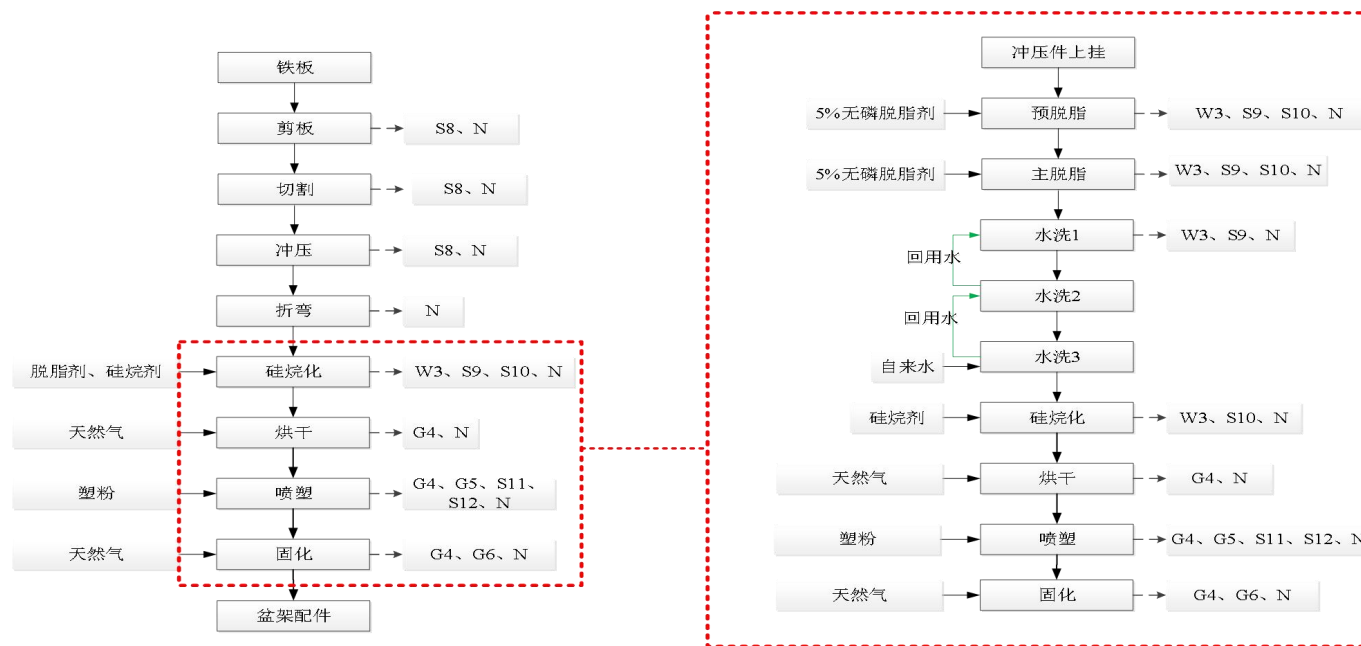 铁板
剪板
S8、N
切割
S8、N
冲压
S8、N
折弯
N
脱脂剂、硅烷剂
硅烷化
W3、S9、S10、N
天然气
烘干
G4、N
塑粉
喷塑
G4、G5、S11、
S12、N
天然气
固化
G4、G6、N
盆架配件
冲压件上挂
5%无磷脱脂剂
预脱脂
W3、S9、S10、N
5%无磷脱脂剂
主脱脂
W3、S9、S10、N
水洗1
W3、S9、N
回用水
水洗2
回用水
水洗3
自来水
硅烷剂
硅烷化
W3、S10、N
天然气
烘干
G4、N
塑粉
喷塑
G4、G5、S11、S12、N
天然气
固化
G4、G6、N